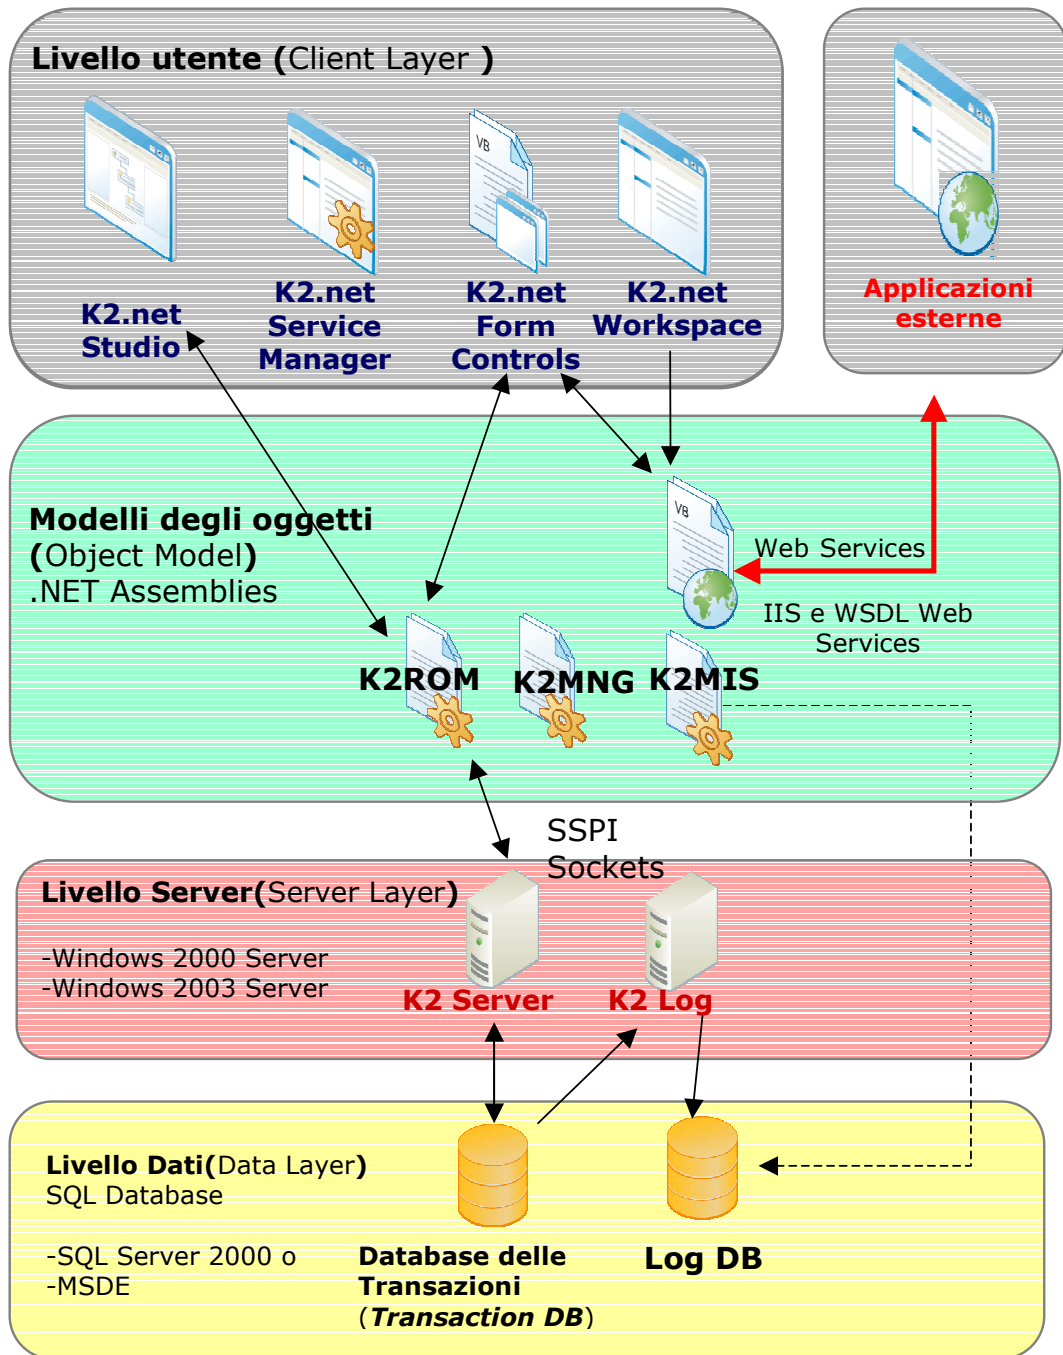 Livello utente (Client Layer )
K2.net
Studio
K2.net
Service
Manager
VB
K2.net
Form
Controls
K2.net
Workspace
Applicazioni
esterne
Modelli degli oggetti
(Object Model)
.NET Assemblies
VB
Web Services
IIS e WSDL Web
Services
K2ROM
K2MNG
K2MIS
SSPI
Sockets
Livello Server(Server Layer)
-Windows 2000 Server
-Windows 2003 Server
K2 Server
K2 Log
Livello Dati(Data Layer)
SQL Database
-SQL Server 2000 o
-MSDE
Database delle
Transazioni
(Transaction DB)
Log DB